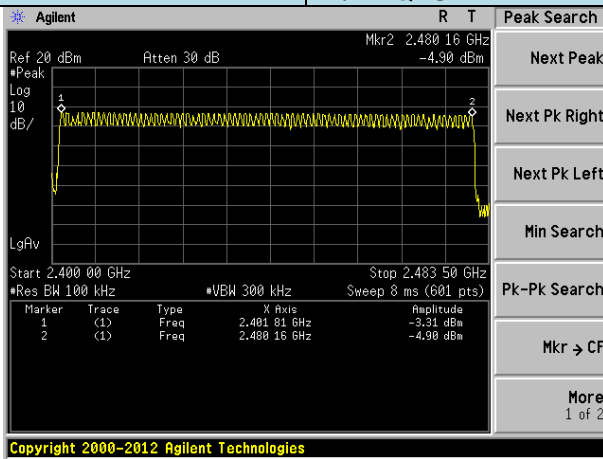 Agilent R T
Peak Search
Mkr2 2.480 16 GHz
Ref 20 dBm Atten 30 dB -4.90 dBm
#Peak
Log
10
dB/
1
2
LgAv
Start 2.400 00 GHz Stop 2.483 50 GHz
#Res BW 100 kHz #VBW 300 kHz Sweep 8 ms (601 pts)
Marker Trace Type X Axis Amplitude
1 (1) Freq 2.401 81 GHz -3.31 dBm
2 (1) Freq 2.480 16 GHz -4.90 dBm
Next Peak
Next Pk Right
Next Pk Left
Min Search
Pk-Pk Search
Mkr → CF
More
1 of 2
Copyright 2000-2012 Agilent Technologies